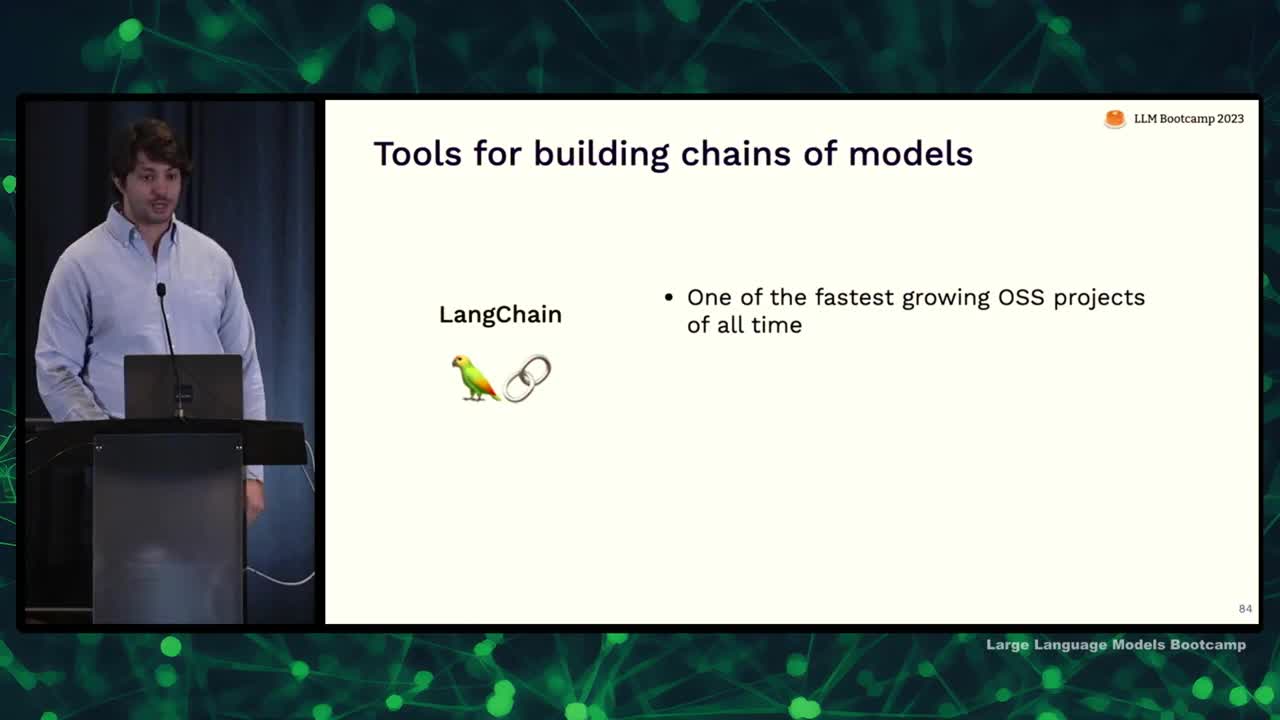 LLM Bootcamp 2023
Tools for building chains of models
LangChain
• One of the fastest growing OSS projects
of all time
84
Large Language Models Bootcamp